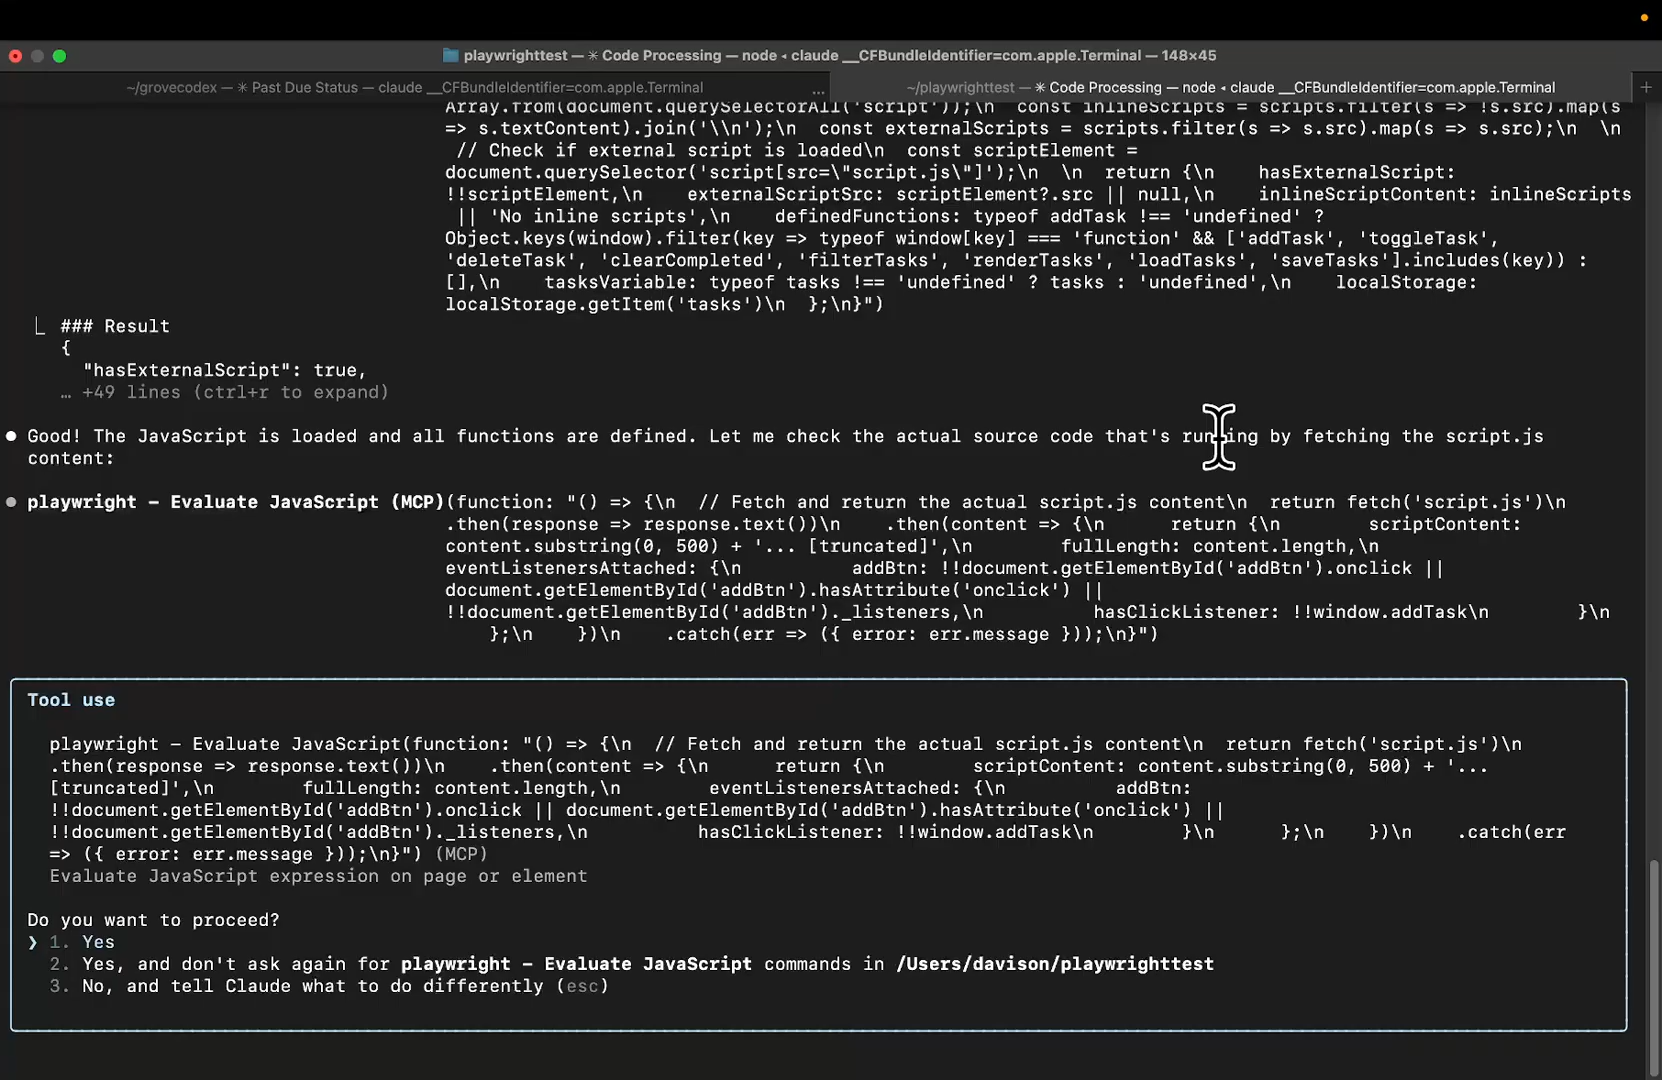 playwrighttest — ✳ Code Processing — node ◂ claude __CFBundleIdentifier=com.apple.Terminal — 148×45
~/grovecodex — ✳ Past Due Status — claude __CFBundleIdentifier=com.apple.Terminal ...
~/playwrighttest — ✳ Code Processing — node ◂ claude __CFBundleIdentifier=com.apple.Terminal +
Array.from(document.querySelectorAll('script'));\n  const inlineScripts = scripts.filter(s => !s.src).map(s
=> s.textContent).join('\\n');\n  const externalScripts = scripts.filter(s => s.src).map(s => s.src);\n  \n
// Check if external script is loaded\n  const scriptElement =
document.querySelector('script[src=\"script.js\"]');\n  \n  return {\n    hasExternalScript:
!!scriptElement,\n    externalScriptSrc: scriptElement?.src || null,\n    inlineScriptContent: inlineScripts
|| 'No inline scripts',\n    definedFunctions: typeof addTask !== 'undefined' ?
Object.keys(window).filter(key => typeof window[key] === 'function' && ['addTask', 'toggleTask',
'deleteTask', 'clearCompleted', 'filterTasks', 'renderTasks', 'loadTasks', 'saveTasks'].includes(key)) :
[],\n    tasksVariable: typeof tasks !== 'undefined' ? tasks : 'undefined',\n    localStorage:
localStorage.getItem('tasks')\n  };\n}")
⎿ ### Result
{
"hasExternalScript": true,
… +49 lines (ctrl+r to expand)
● Good! The JavaScript is loaded and all functions are defined. Let me check the actual source code that's running by fetching the script.js
content:
● playwright – Evaluate JavaScript (MCP)(function: "() => {\n  // Fetch and return the actual script.js content\n  return fetch('script.js')\n
.then(response => response.text())\n    .then(content => {\n      return {\n        scriptContent:
content.substring(0, 500) + '... [truncated]',\n        fullLength: content.length,\n
eventListenersAttached: {\n          addBtn: !!document.getElementById('addBtn').onclick ||
document.getElementById('addBtn').hasAttribute('onclick') ||
!!document.getElementById('addBtn')._listeners,\n          hasClickListener: !!window.addTask\n        }\n
};\n    })\n    .catch(err => ({ error: err.message }));\n}")
Tool use
playwright – Evaluate JavaScript(function: "() => {\n  // Fetch and return the actual script.js content\n  return fetch('script.js')\n
.then(response => response.text())\n    .then(content => {\n      return {\n        scriptContent: content.substring(0, 500) + '...
[truncated]',\n        fullLength: content.length,\n        eventListenersAttached: {\n          addBtn:
!!document.getElementById('addBtn').onclick || document.getElementById('addBtn').hasAttribute('onclick') ||
!!document.getElementById('addBtn')._listeners,\n          hasClickListener: !!window.addTask\n        }\n      };\n    })\n    .catch(err
=> ({ error: err.message }));\n}") (MCP)
Evaluate JavaScript expression on page or element
Do you want to proceed?
❯ 1. Yes
2. Yes, and don't ask again for playwright – Evaluate JavaScript commands in /Users/davison/playwrighttest
3. No, and tell Claude what to do differently (esc)